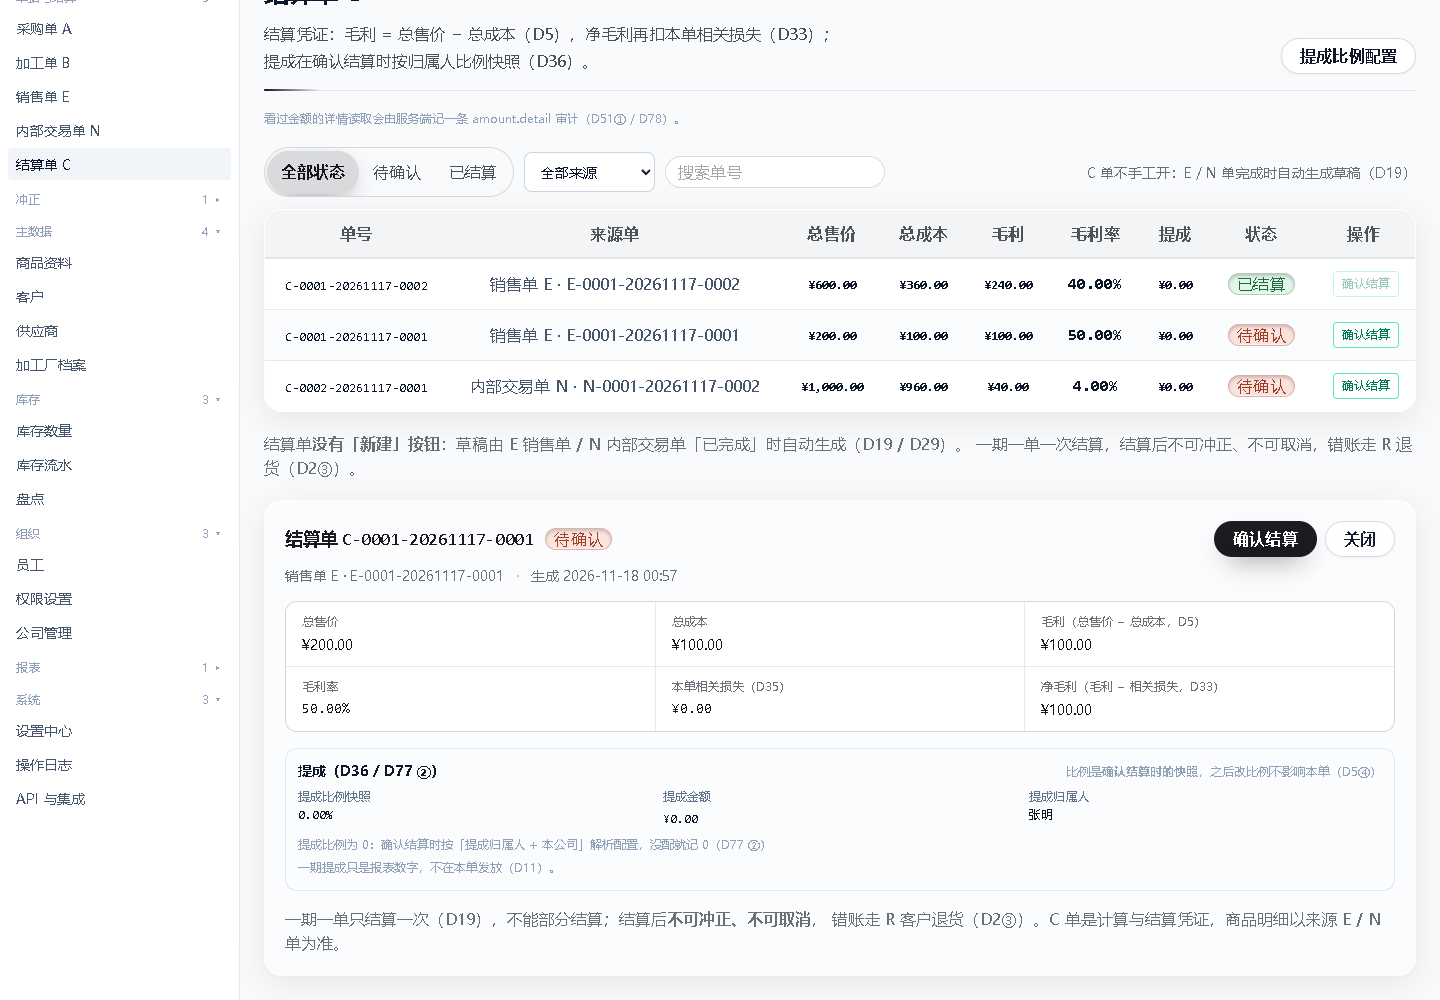 采购单 A
加工单 B
销售单 E
内部交易单 N
结算单 C
冲正 1
主数据 4
商品资料
客户
供应商
加工厂档案
库存 3
库存数量
库存流水
盘点
组织 3
员工
权限设置
公司管理
报表 1
系统 3
设置中心
操作日志
API 与集成
结算凭证：毛利 = 总售价 − 总成本（D5），净毛利再扣本单相关损失（D33）；
提成在确认结算时按归属人比例快照（D36）。
提成比例配置
看过金额的详情读取会由服务端记一条 amount.detail 审计（D51① / D78）。
全部状态 待确认 已结算 全部来源 搜索单号 C 单不手工开：E / N 单完成时自动生成草稿（D19）
单号 来源单 总售价 总成本 毛利 毛利率 提成 状态 操作
C-0001-20261117-0002 销售单 E · E-0001-20261117-0002 ¥600.00 ¥360.00 ¥240.00 40.00% ¥0.00 已结算 确认结算
C-0001-20261117-0001 销售单 E · E-0001-20261117-0001 ¥200.00 ¥100.00 ¥100.00 50.00% ¥0.00 待确认 确认结算
C-0002-20261117-0001 内部交易单 N · N-0001-20261117-0002 ¥1,000.00 ¥960.00 ¥40.00 4.00% ¥0.00 待确认 确认结算
结算单没有「新建」按钮：草稿由 E 销售单 / N 内部交易单「已完成」时自动生成（D19 / D29）。 一期一单一次结算，结算后不可冲正、不可取消，错账走 R 退
货（D2③）。
结算单 C-0001-20261117-0001 待确认 确认结算 关闭
销售单 E · E-0001-20261117-0001 · 生成 2026-11-18 00:57
总售价 总成本 毛利（总售价 − 总成本，D5）
¥200.00 ¥100.00 ¥100.00
毛利率 本单相关损失（D35） 净毛利（毛利 − 相关损失，D33）
50.00% ¥0.00 ¥100.00
提成（D36 / D77 ②） 比例是确认结算时的快照，之后改比例不影响本单（D5④）
提成比例快照 提成金额 提成归属人
0.00% ¥0.00 张明
提成比例为 0：确认结算时按「提成归属人 + 本公司」解析配置，没配就记 0（D77 ②）
一期提成只是报表数字，不在本单发放（D11）。
一期一单只结算一次（D19），不能部分结算；结算后不可冲正、不可取消， 错账走 R 客户退货（D2③）。C 单是计算与结算凭证，商品明细以来源 E / N
单为准。